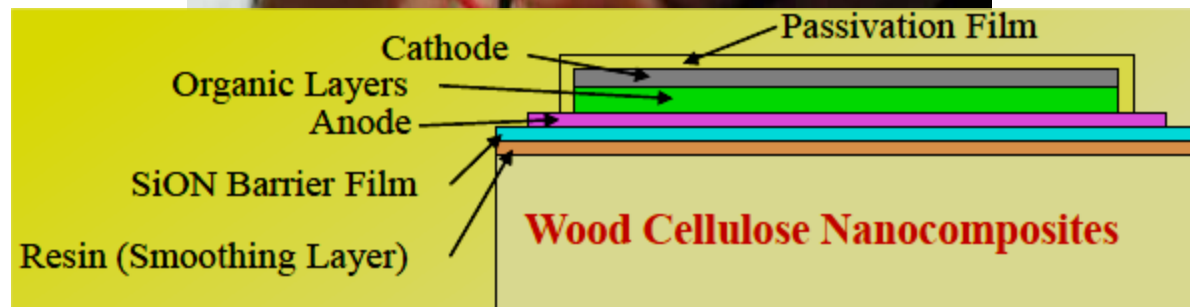 Passivation Film
Cathode
Organic Layers
Anode
SiON Barrier Film
Wood Cellulose Nanocomposites
Resin (Smoothing Layer)